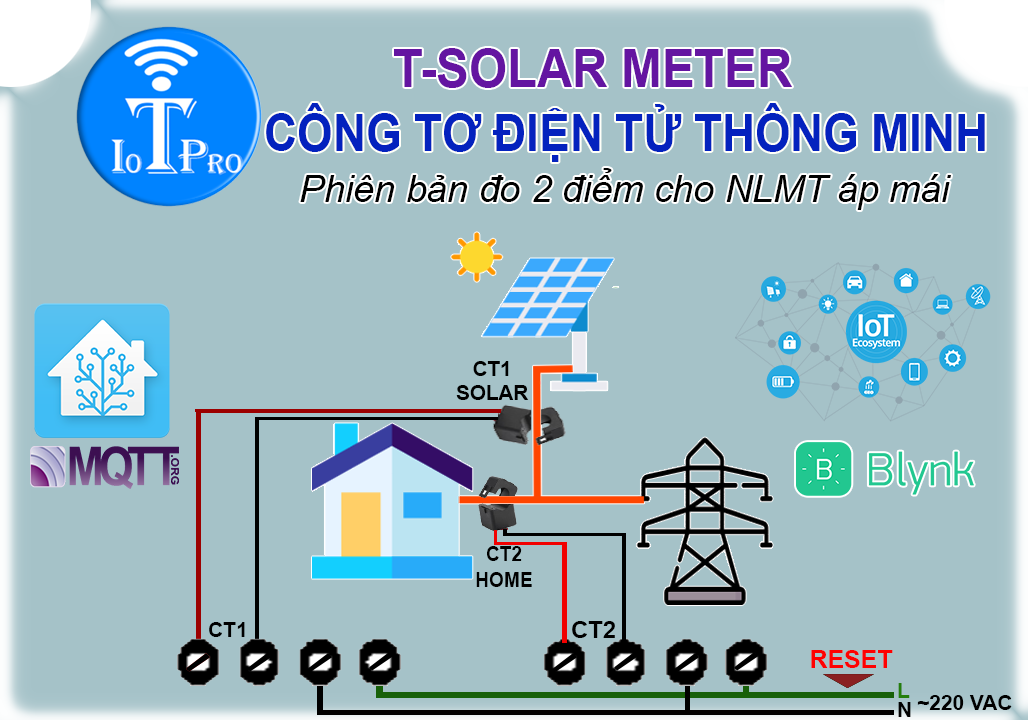 T-SOLAR METER
IoTPro
CÔNG TƠ ĐIỆN TỬ THÔNG MINH
Phiên bản đo 2 điểm cho NLMT áp mái
IoT
Ecosystem
CT1
SOLAR
MQTT.ORG
B Blynk
CT2
HOME
CT1
CT2
RESET
L
N ~220 VAC